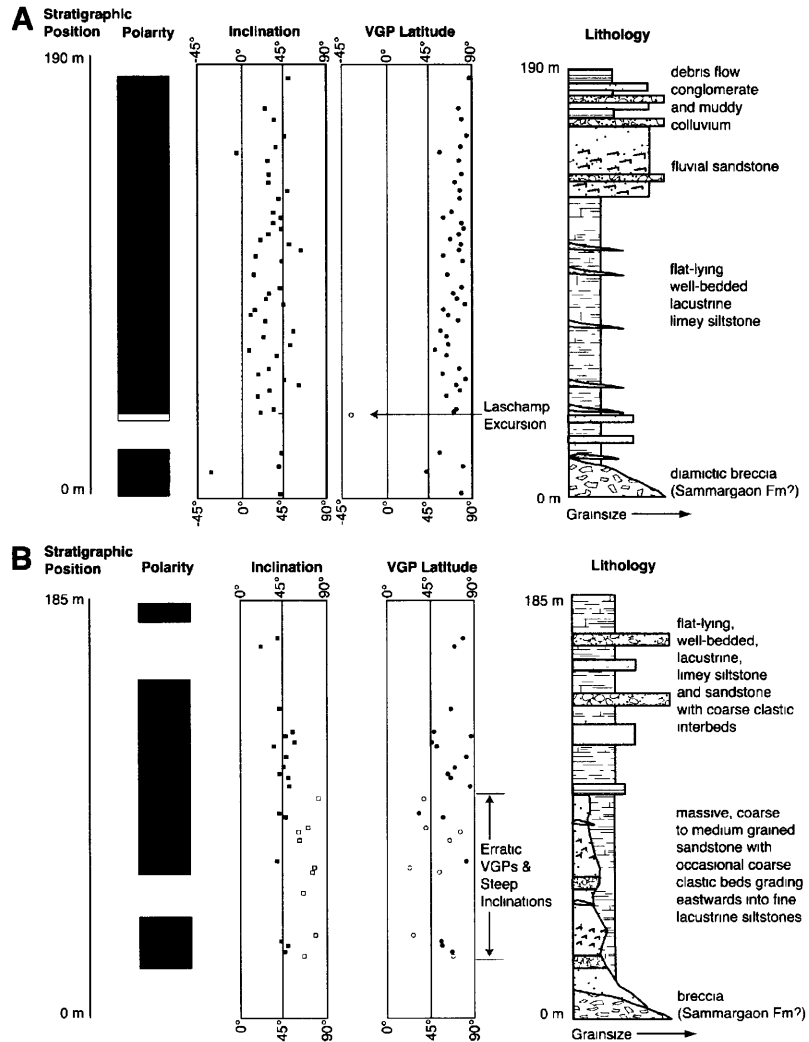 A
Stratigraphic
Position
Polarity
Inclination
VGP Latitude
Lithology
-45°
0°
45°
90°
-45°
0°
45°
90°
190 m
0 m
-45°
0°
45°
90°
-45°
0°
45°
90°
Laschamp
Excursion
190 m
0 m
debris flow
conglomerate
and muddy
colluvium
fluvial sandstone
flat-lying
well-bedded
lacustrine
limey siltstone
diamictic breccia
(Sammargaon Fm?)
Grainsize
B
Stratigraphic
Position
Polarity
Inclination
VGP Latitude
Lithology
0°
45°
90°
0°
45°
90°
185 m
0 m
0°
45°
90°
0°
45°
90°
Erratic
VGPs &
Steep
Inclinations
185 m
0 m
flat-lying,
well-bedded,
lacustrine,
limey siltstone
and sandstone
with coarse clastic
interbeds
massive, coarse
to medium grained
sandstone with
occasional coarse
clastic beds grading
eastwards into fine
lacustrine siltstones
breccia
(Sammargaon Fm?)
Grainsize